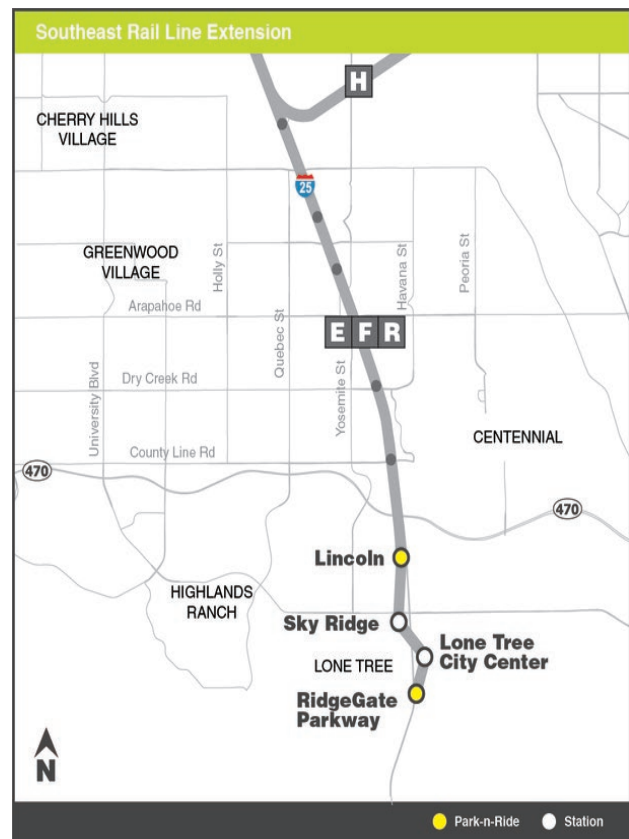 Southeast Rail Line Extension
H
CHERRY HILLS
VILLAGE
25
GREENWOOD
VILLAGE
Holly St
Havana St
Peoria St
Arapahoe Rd
Quebec St
E F R
University Blvd
Yosemite St
Dry Creek Rd
CENTENNIAL
County Line Rd
470
470
Lincoln
HIGHLANDS
RANCH
Sky Ridge
Lone Tree
City Center
LONE TREE
RidgeGate
Parkway
N
Park-n-Ride
Station